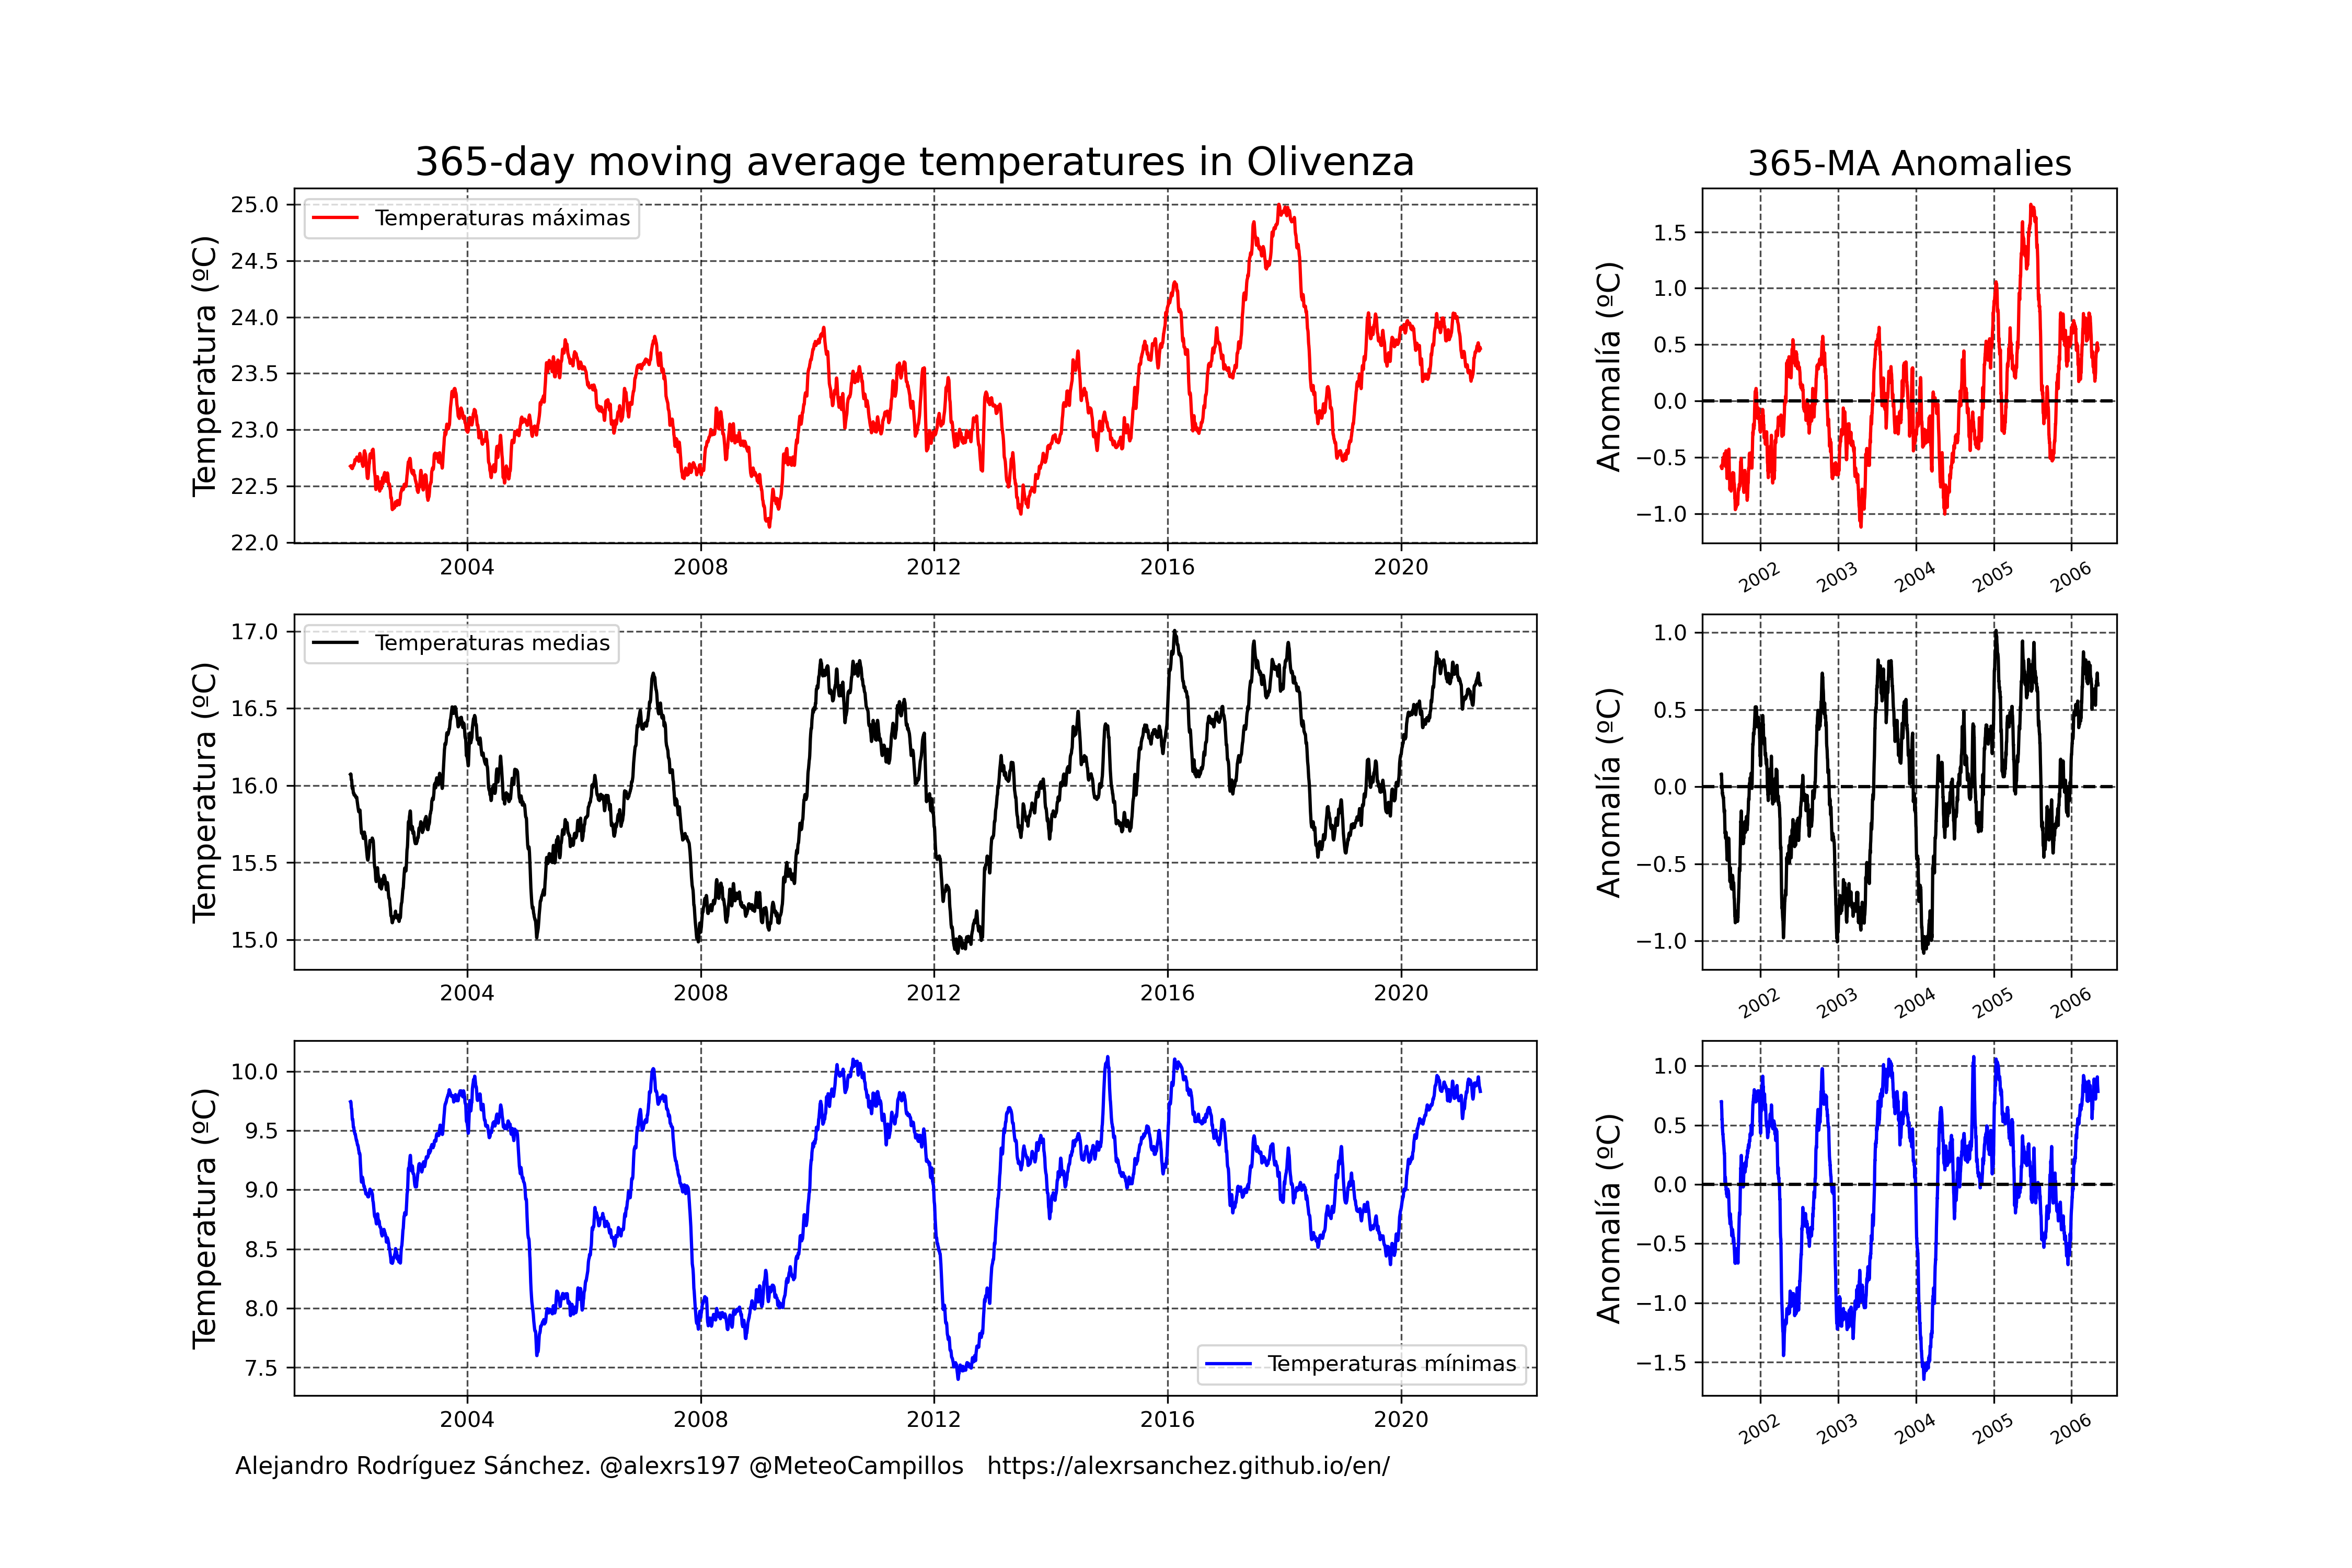 365-day moving average temperatures in Olivenza
365-MA Anomalies
Temperatura (ºC)
25.0
24.5
24.0
23.5
23.0
22.5
22.0
Temperaturas máximas
2004 2008 2012 2016 2020
Anomalía (ºC)
1.5
1.0
0.5
0.0
−0.5
−1.0
2002 2003 2004 2005 2006
Temperatura (ºC)
17.0
16.5
16.0
15.5
15.0
Temperaturas medias
2004 2008 2012 2016 2020
Anomalía (ºC)
1.0
0.5
0.0
−0.5
−1.0
2002 2003 2004 2005 2006
Temperatura (ºC)
10.0
9.5
9.0
8.5
8.0
7.5
Temperaturas mínimas
2004 2008 2012 2016 2020
Anomalía (ºC)
1.0
0.5
0.0
−0.5
−1.0
−1.5
2002 2003 2004 2005 2006
Alejandro Rodríguez Sánchez. @alexrs197 @MeteoCampillos https://alexrsanchez.github.io/en/